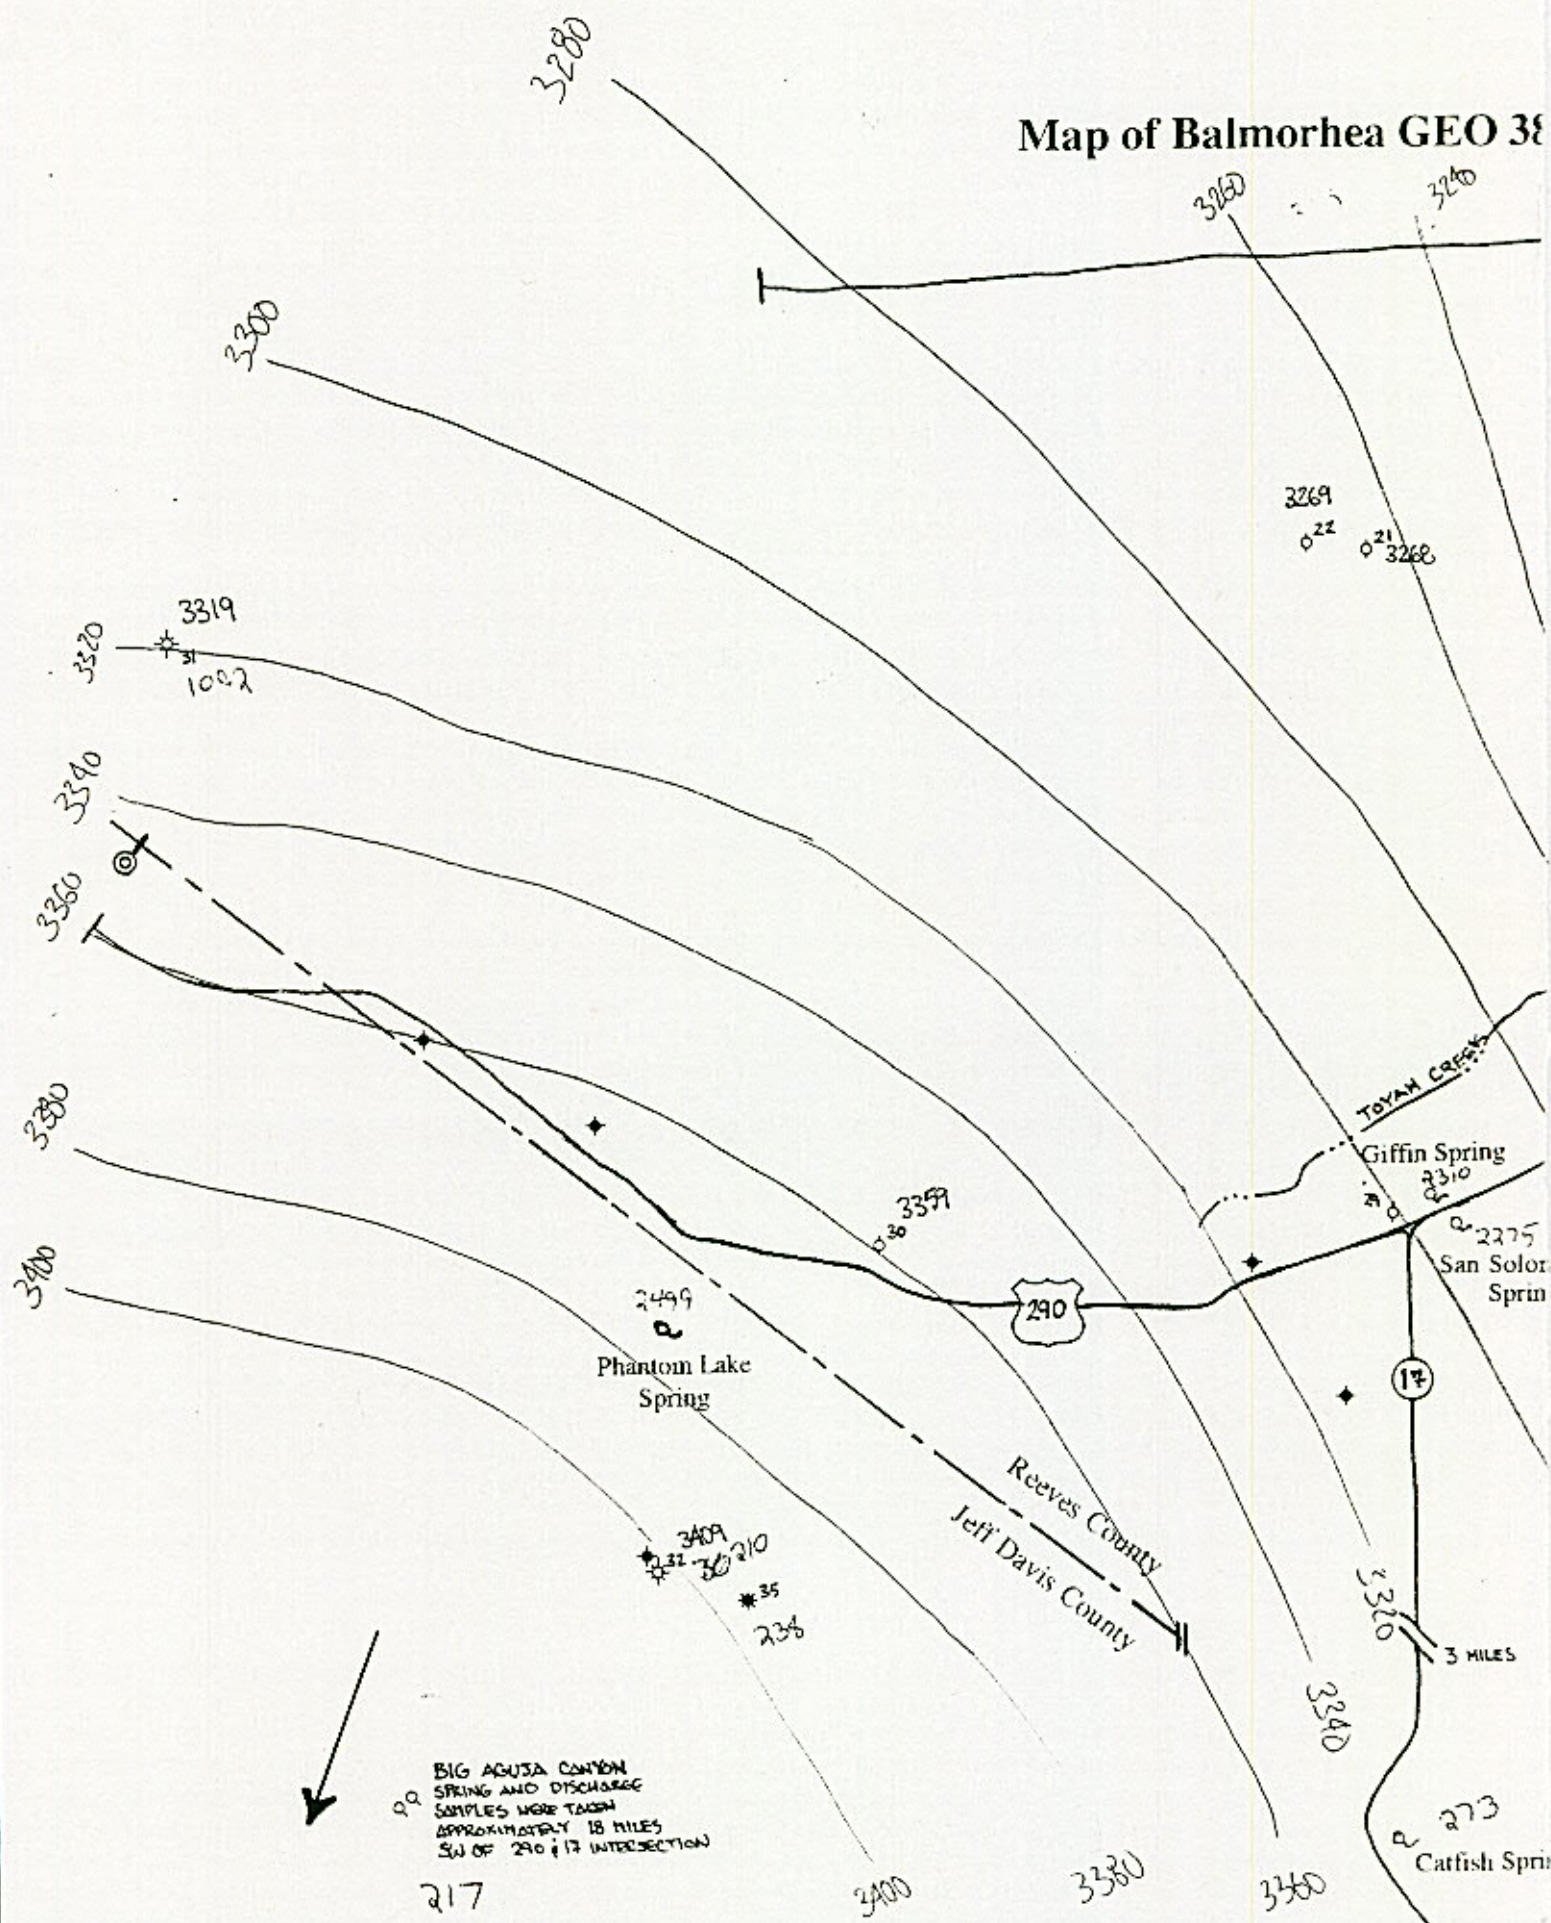 3280
Map of Balmorhea GEO 38
3260
3240
3300
3269
22
21
3268
3319
3320
31
3340
3360
TOYAH CREEK
3380
Giffin Spring
2310
3359
30
2275
San Solo
Sprin
3400
2499
290
Phantom Lake
Spring
17
Reeves County
Jeff Davis County
3409
32
210
35
238
3320
3 MILES
3340
BIG AGUJA CANYON
SPRING AND DISCHARGE
SAMPLES WERE TAKEN
APPROXIMATELY 18 MILES
SW OF 290 & 17 INTERSECTION
217
273
Catfish Spri
3400
3380
3360